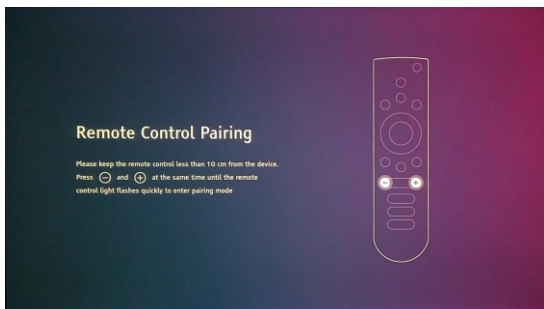 Remote Control Pairing
Please keep the remote control less than 10 cm from the device.
Press − and + at the same time until the remote
control light flashes quickly to enter pairing mode
− +